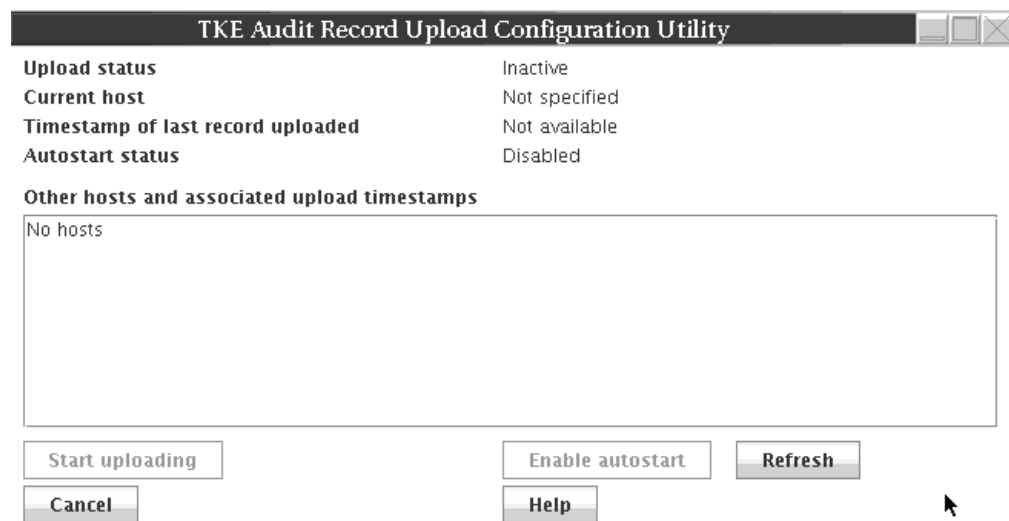 TKE Audit Record Upload Configuration Utility
Upload status Inactive
Current host Not specified
Timestamp of last record uploaded Not available
Autostart status Disabled
Other hosts and associated upload timestamps
No hosts
Start uploading Enable autostart Refresh
Cancel Help